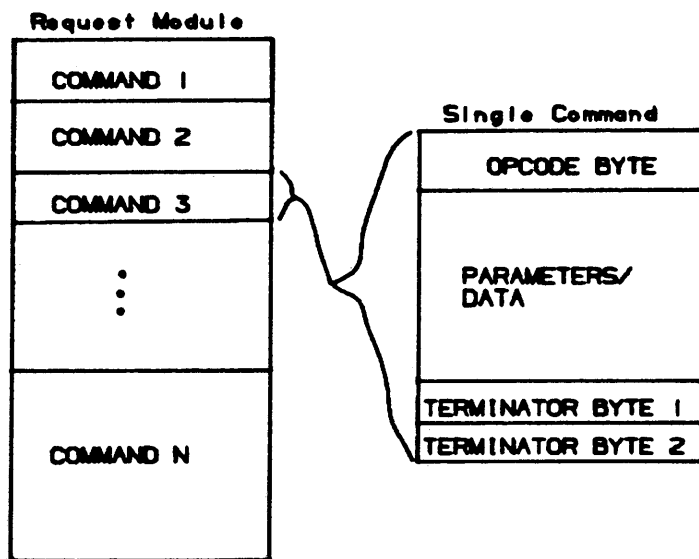 Request Module
COMMAND 1
COMMAND 2
COMMAND 3
COMMAND N
Single Command
OPCODE BYTE
PARAMETERS/
DATA
TERMINATOR BYTE 1
TERMINATOR BYTE 2